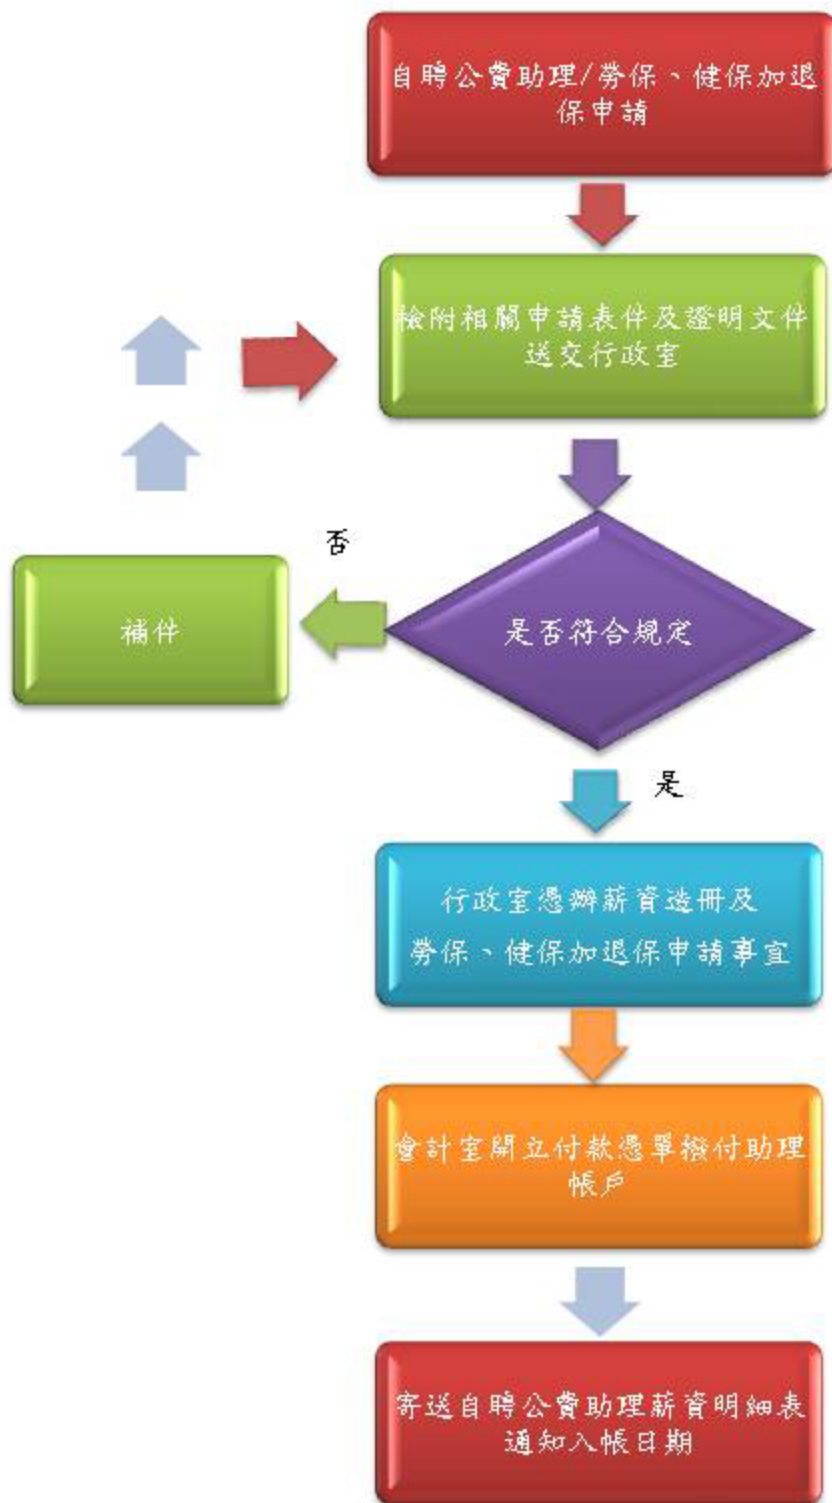 自聘公費助理/勞保、健保加退
保申請
檢附相關申請表件及證明文件
送交行政室
否
補件
是否符合規定
是
行政室憑辦薪資造冊及
勞保、健保加退保申請事宜
會計室開立付款憑單撥付助理
帳戶
寄送自聘公費助理薪資明細表
通知入帳日期